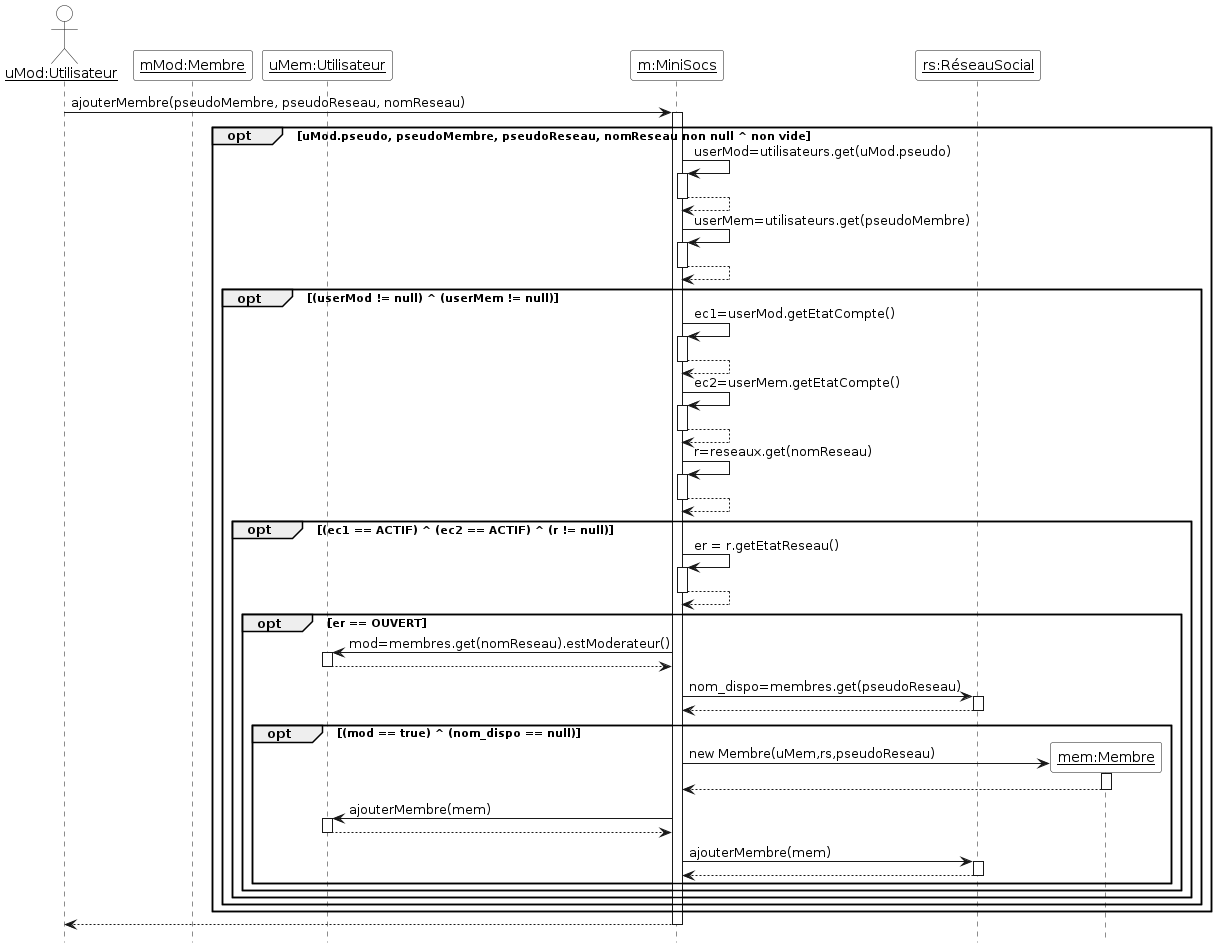 uMod:Utilisateur
mMod:Membre
uMem:Utilisateur
m:MiniSocs
rs:RéseauSocial
ajouterMembre(pseudoMembre, pseudoReseau, nomReseau)
opt [uMod.pseudo, pseudoMembre, pseudoReseau, nomReseau non null ^ non vide]
userMod=utilisateurs.get(uMod.pseudo)
userMem=utilisateurs.get(pseudoMembre)
opt [(userMod != null) ^ (userMem != null)]
ec1=userMod.getEtatCompte()
ec2=userMem.getEtatCompte()
r=reseaux.get(nomReseau)
opt [(ec1 == ACTIF) ^ (ec2 == ACTIF) ^ (r != null)]
er = r.getEtatReseau()
opt [er == OUVERT]
mod=membres.get(nomReseau).estModerateur()
nom_dispo=membres.get(pseudoReseau)
opt [(mod == true) ^ (nom_dispo == null)]
new Membre(uMem,rs,pseudoReseau)
mem:Membre
ajouterMembre(mem)
ajouterMembre(mem)